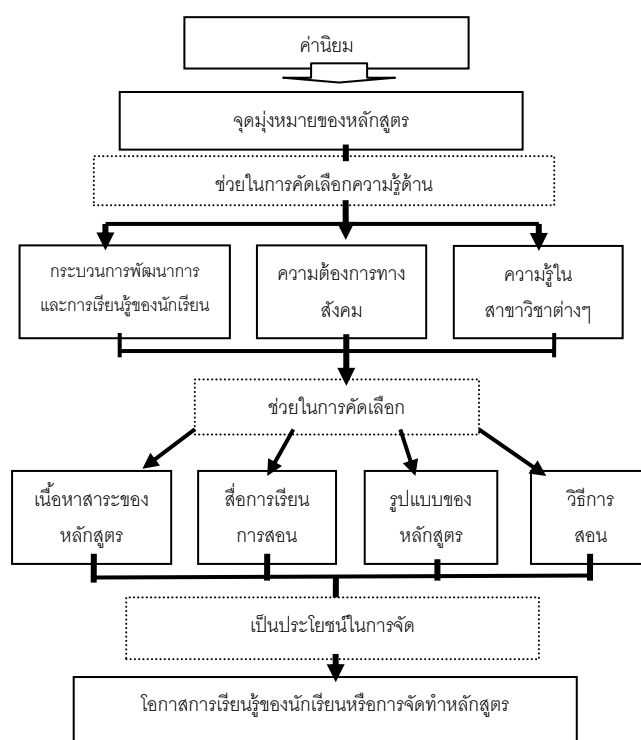 ค่านิยม
จุดมุ่งหมายของหลักสูตร
ช่วยในการคัดเลือกความรู้ด้าน
กระบวนการพัฒนาการ
และการเรียนรู้ของนักเรียน
ความต้องการทาง
สังคม
ความรู้ใน
สาขาวิชาต่างๆ
ช่วยในการคัดเลือก
เนื้อหาสาระของ
หลักสูตร
สื่อการเรียน
การสอน
รูปแบบของ
หลักสูตร
วิธีการ
สอน
เป็นประโยชน์ในการจัด
โอกาสการเรียนรู้ของนักเรียนหรือการจัดทำหลักสูตร